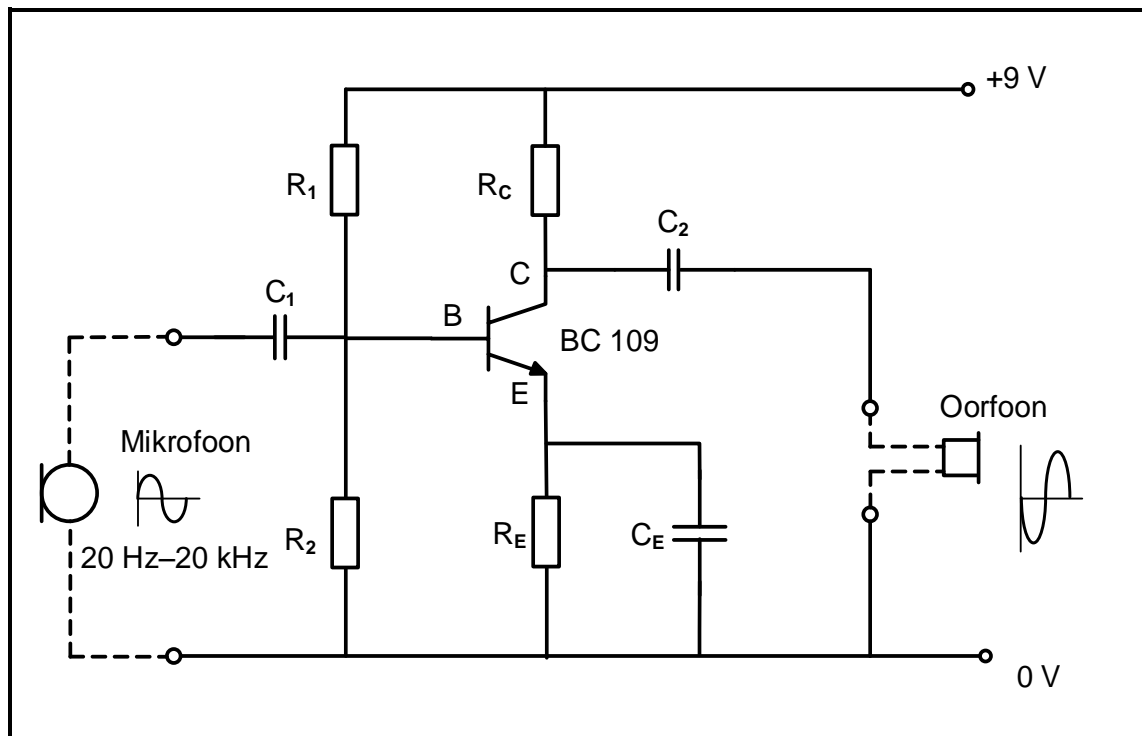 +9 V
R1
RC
C2
C
C1
B
BC 109
E
Oorfoon
Mikrofoon
R2
RE
CE
20 Hz–20 kHz
0 V